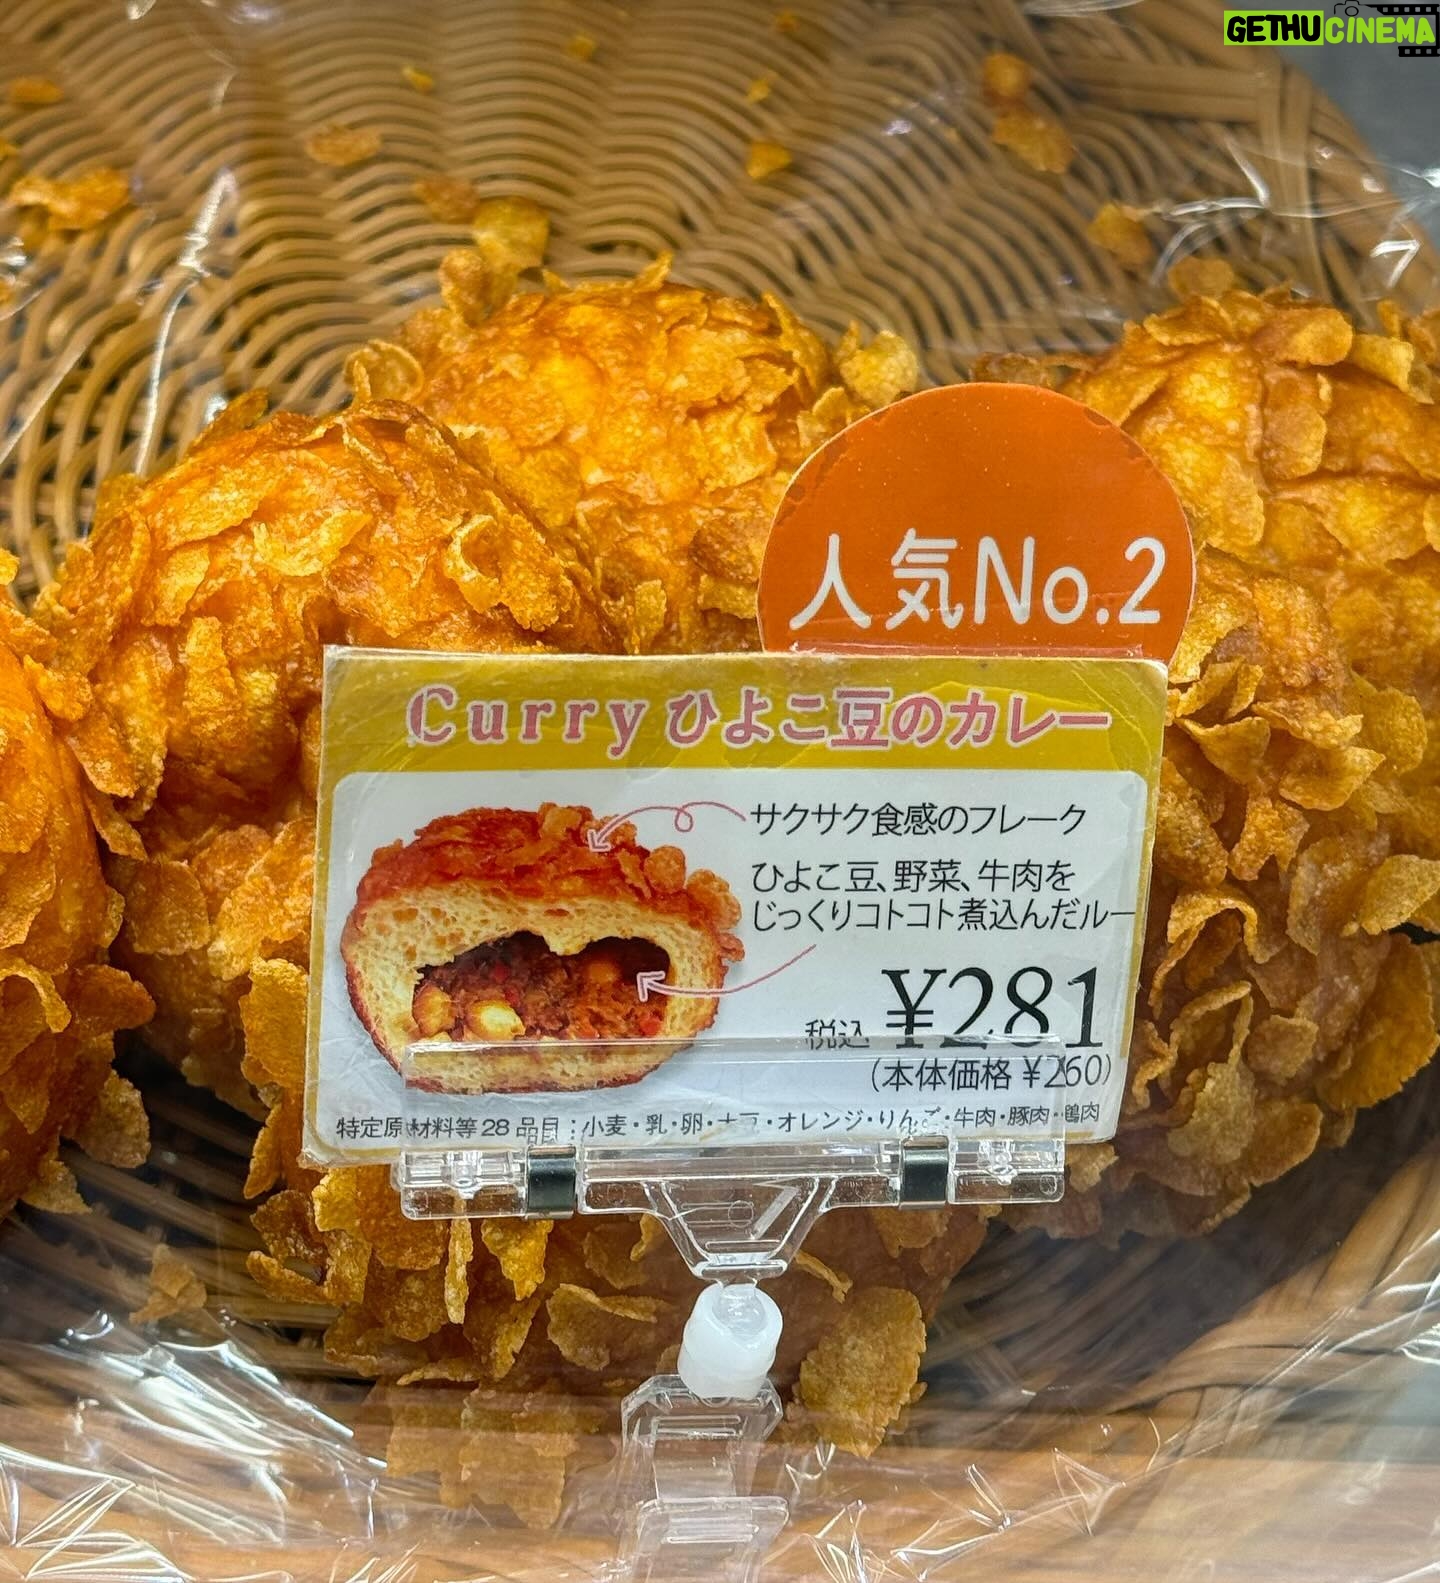 GETHUCINEMA
人気No.2
Curry ひよこ豆のカレー
サクサク食感のフレーク
ひよこ豆、野菜、牛肉を
じっくりコトコト煮込んだルー
税込 ¥281
(本体価格 ¥260)
特定原材料等28品目:小麦・乳・卵・大豆・オレンジ・りんご・牛肉・豚肉・鶏肉